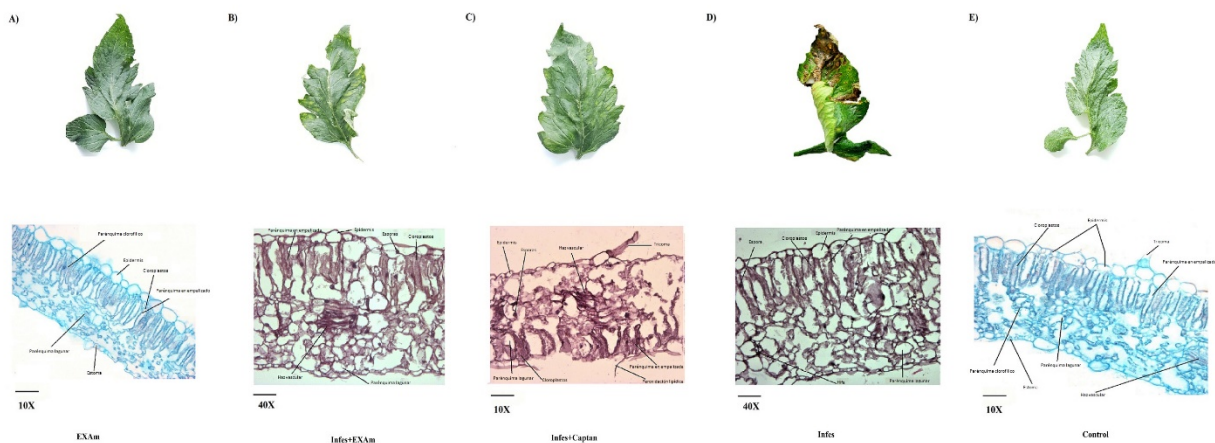 A)
B)
C)
D)
E)
Parénquima clorofílico
Epidermis
Cloroplastos
Parénquima en empalizada
Parénquima lagunar
Estoma
10X
EXAm
Parénquima en empalizada
Epidermis
Esporas
Cloroplastos
Haz vascular
Parénquima lagunar
40X
Infes+EXAm
Epidermis
Haz vascular
Tricoma
Parénquima lagunar
Cloroplastos
Parénquima en empalizada
10X
Infes+Captan
Espora
Cloroplastos
Epidermis
Parénquima en empalizada
Hifa
Parénquima lagunar
40X
Infes
Cloroplastos
Epidermis
Tricoma
Parénquima en empalizada
Parénquima clorofílico
Parénquima lagunar
Haz vascular
10X
Control